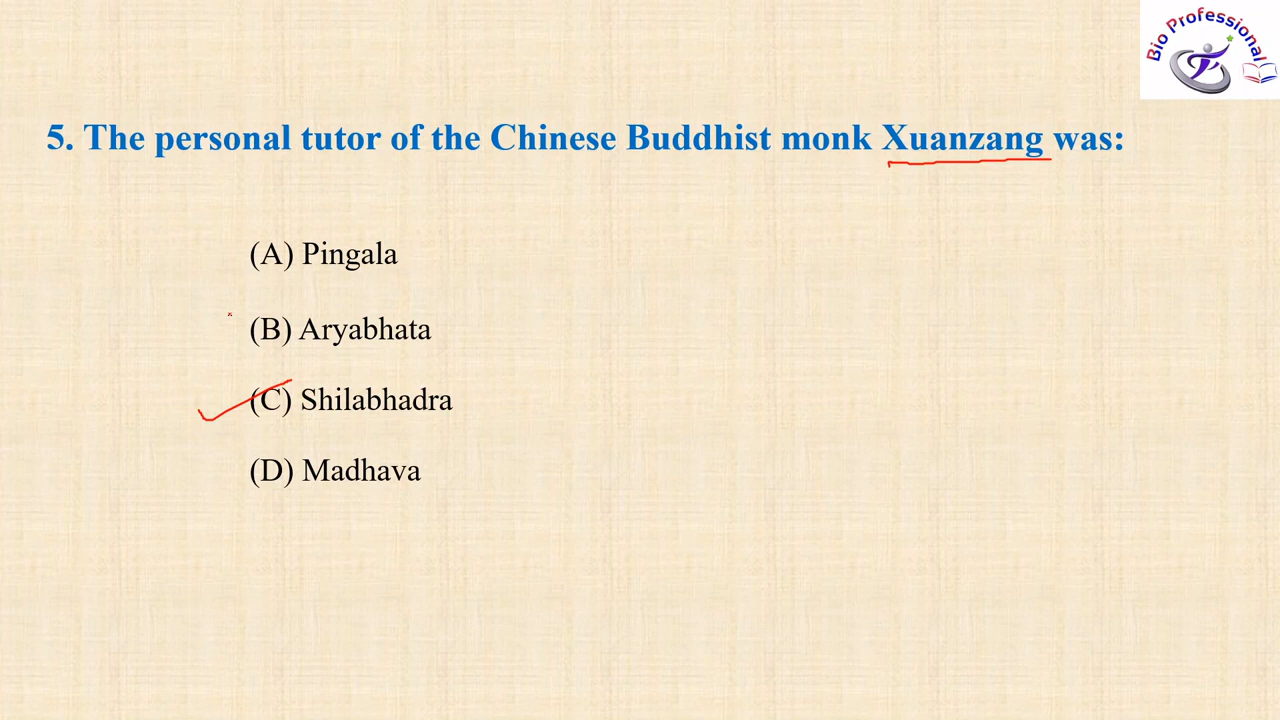 Bio Professional
5. The personal tutor of the Chinese Buddhist monk Xuanzang was:
(A) Pingala
(B) Aryabhata
(C) Shilabhadra
(D) Madhava